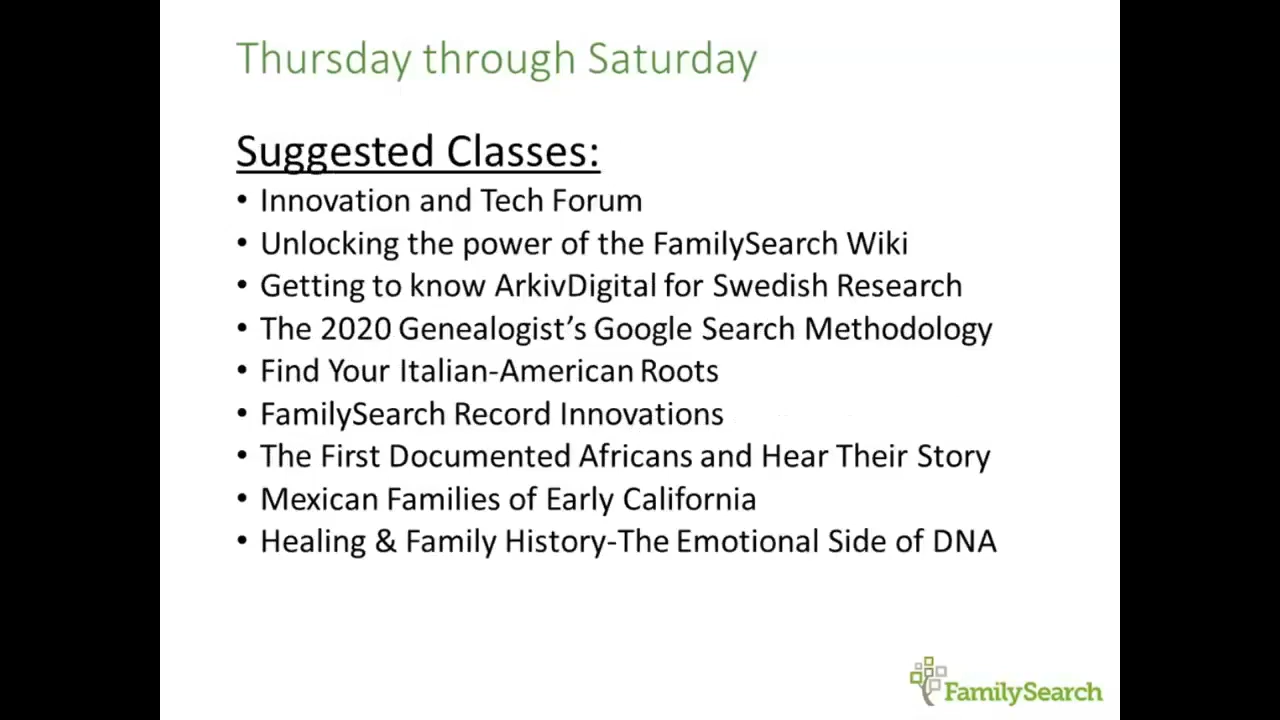 Thursday through Saturday
Suggested Classes:
• Innovation and Tech Forum
• Unlocking the power of the FamilySearch Wiki
• Getting to know ArkivDigital for Swedish Research
• The 2020 Genealogist’s Google Search Methodology
• Find Your Italian-American Roots
• FamilySearch Record Innovations
• The First Documented Africans and Hear Their Story
• Mexican Families of Early California
• Healing & Family History-The Emotional Side of DNA
FamilySearch